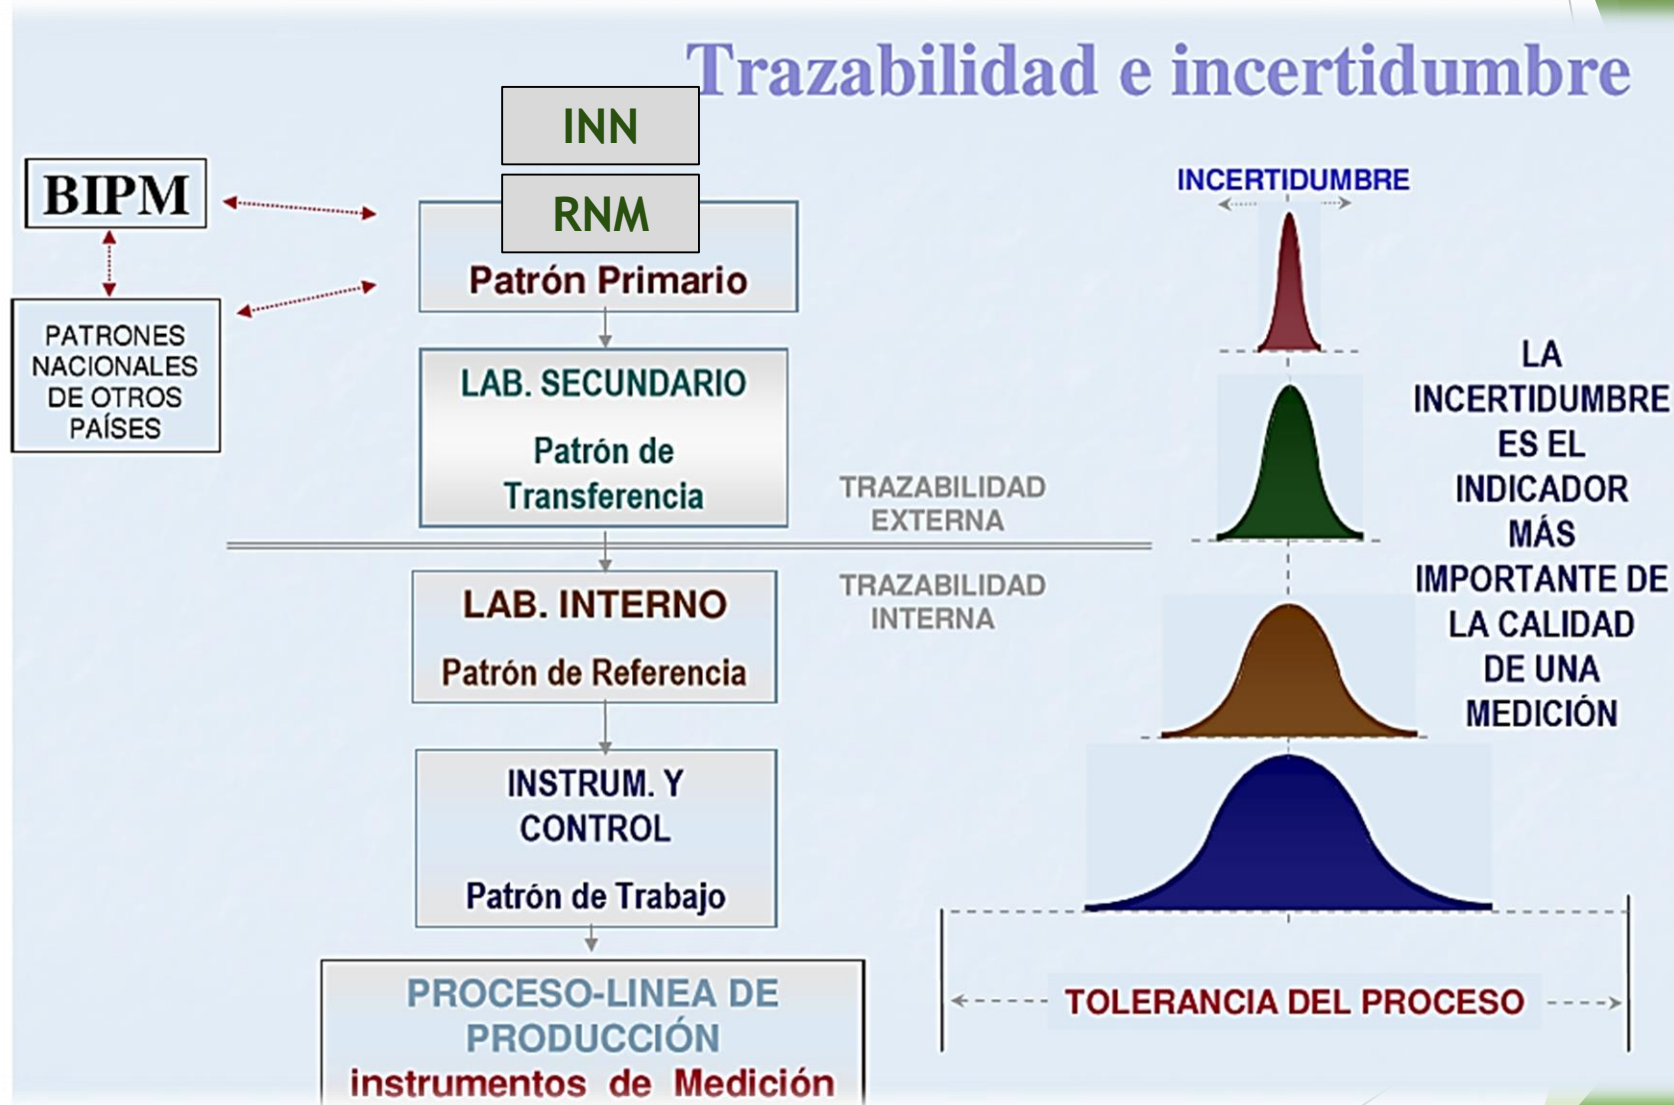 Trazabilidad e incertidumbre
INN
RNM
Patrón Primario
BIPM
PATRONES
NACIONALES
DE OTROS
PAÍSES
LAB. SECUNDARIO
Patrón de
Transferencia
TRAZABILIDAD
EXTERNA
TRAZABILIDAD
INTERNA
LAB. INTERNO
Patrón de Referencia
INSTRUM. Y
CONTROL
Patrón de Trabajo
PROCESO-LINEA DE
PRODUCCIÓN
instrumentos de Medición
INCERTIDUMBRE
LA
INCERTIDUMBRE
ES EL
INDICADOR
MÁS
IMPORTANTE DE
LA CALIDAD
DE UNA
MEDICIÓN
TOLERANCIA DEL PROCESO